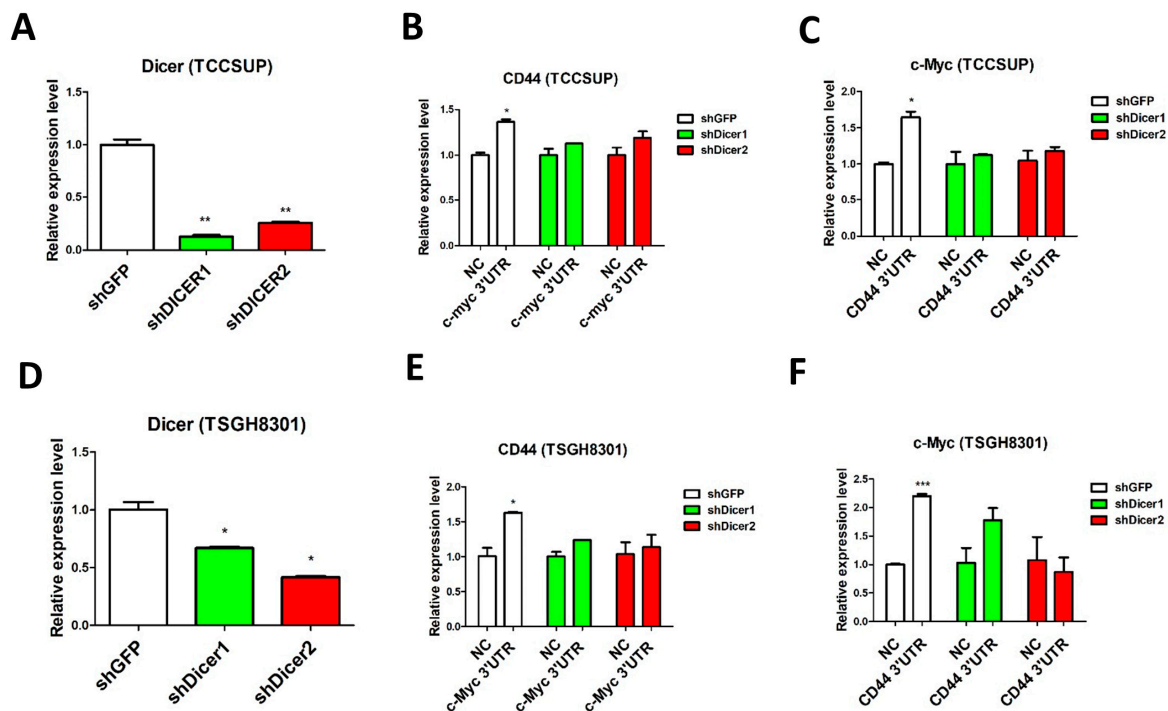 A
Dicer (TCCSUP)
Relative expression level
1.5
1.0
0.5
0.0
**
**
shGFP
shDICER1
shDICER2
B
CD44 (TCCSUP)
Relative expression level
1.5
1.0
0.5
0.0
*
NC
c-myc 3'UTR
NC
c-myc 3'UTR
NC
c-myc 3'UTR
shGFP
shDicer1
shDicer2
C
c-Myc (TCCSUP)
Relative expression level
2.0
1.5
1.0
0.5
0.0
*
NC
CD44 3'UTR
NC
CD44 3'UTR
NC
CD44 3'UTR
shGFP
shDicer1
shDicer2
D
Dicer (TSGH8301)
Relative expression level
1.5
1.0
0.5
0.0
*
*
shGFP
shDicer1
shDicer2
E
CD44 (TSGH8301)
Relative expression level
2.0
1.5
1.0
0.5
0.0
*
NC
c-Myc 3'UTR
NC
c-Myc 3'UTR
NC
c-Myc 3'UTR
shGFP
shDicer1
shDicer2
F
c-Myc (TSGH8301)
Relative expression level
2.5
2.0
1.5
1.0
0.5
0.0
***
NC
CD44 3'UTR
NC
CD44 3'UTR
NC
CD44 3'UTR
shGFP
shDicer1
shDicer2